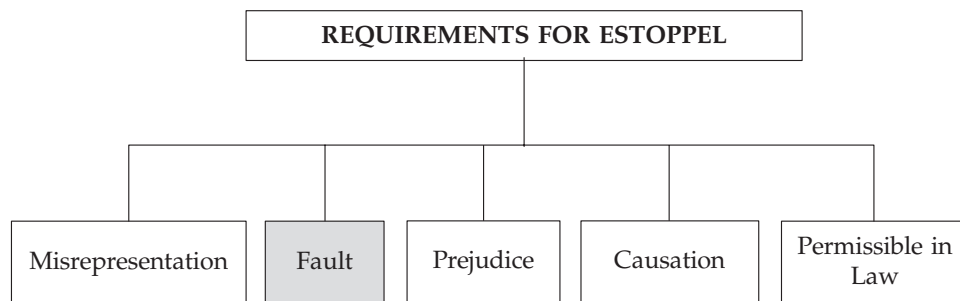 REQUIREMENTS FOR ESTOPPEL
Misrepresentation
Fault
Prejudice
Causation
Permissible in
Law